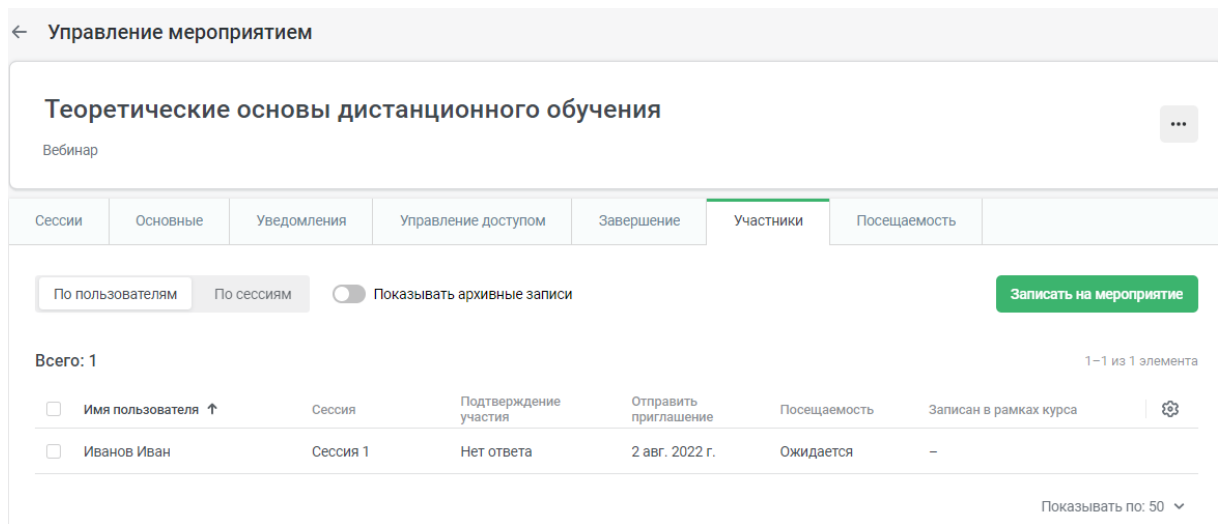 ← Управление мероприятием
Теоретические основы дистанционного обучения
Вебинар
Сессии Основные Уведомления Управление доступом Завершение Участники Посещаемость
По пользователям По сессиям Показывать архивные записи Записать на мероприятие
Всего: 1 1–1 из 1 элемента
Имя пользователя ↑ Сессия Подтверждение участия Отправить приглашение Посещаемость Записан в рамках курса
Иванов Иван Сессия 1 Нет ответа 2 авг. 2022 г. Ожидается –
Показывать по: 50